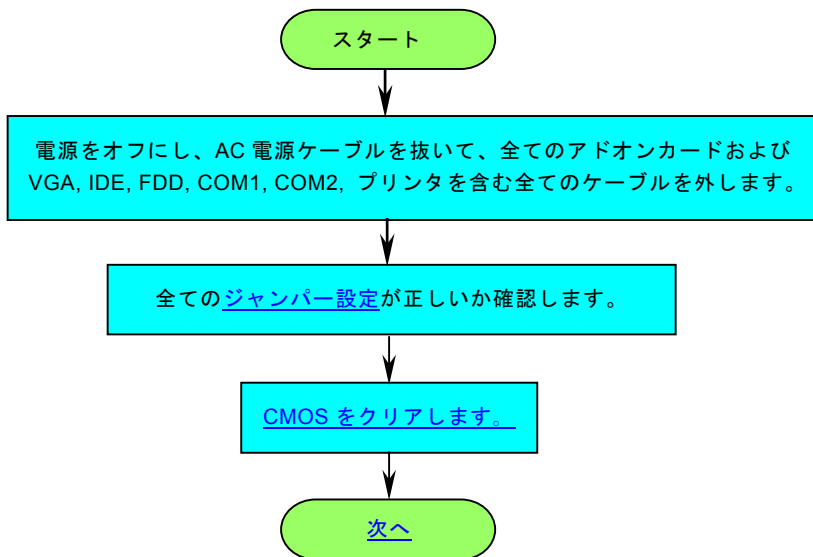 スタート
電源をオフにし、AC 電源ケーブルを抜いて、全てのアドオンカードおよび
VGA, IDE, FDD, COM1, COM2, プリンタを含む全てのケーブルを外します。
全てのジャンパー設定が正しいか確認します。
CMOS をクリアします。
次へ